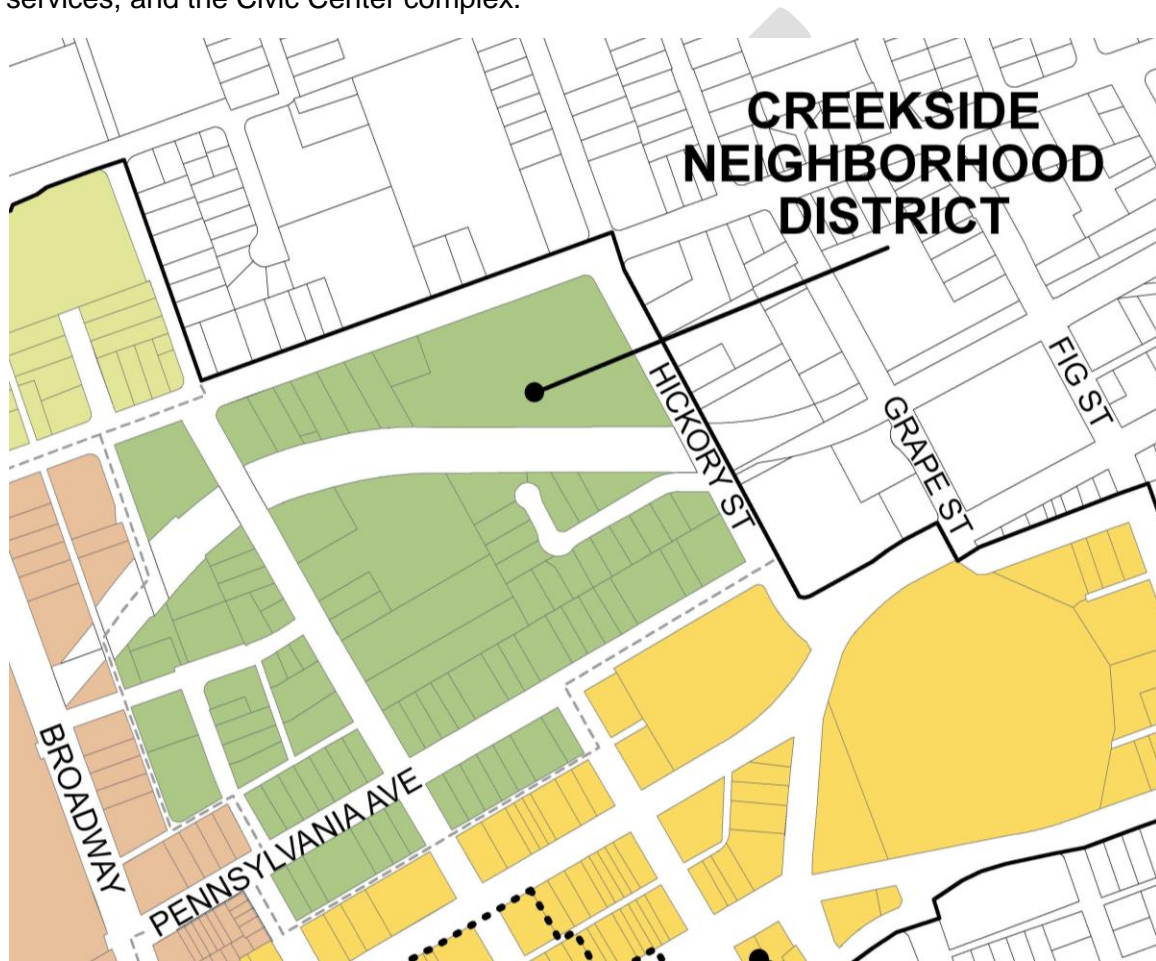 services, and the Civic Center complex.
CREEKSIDE
NEIGHBORHOOD
DISTRICT
HICKORY ST
GRAPE ST
FIG ST
BROADWAY
PENNSYLVANIA AVE